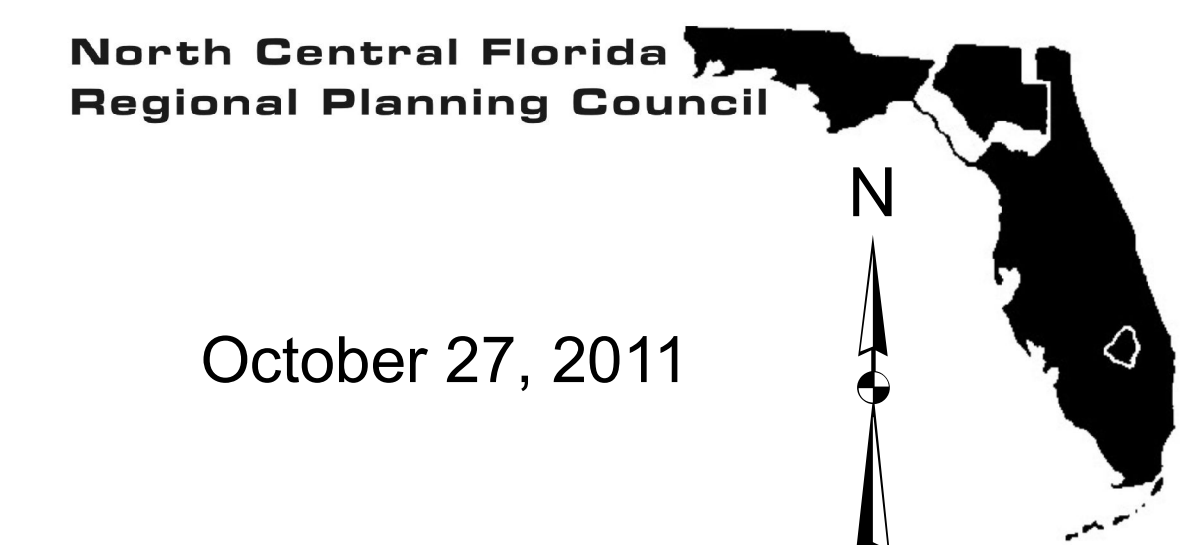 North Central Florida
Regional Planning Council
N
October 27, 2011